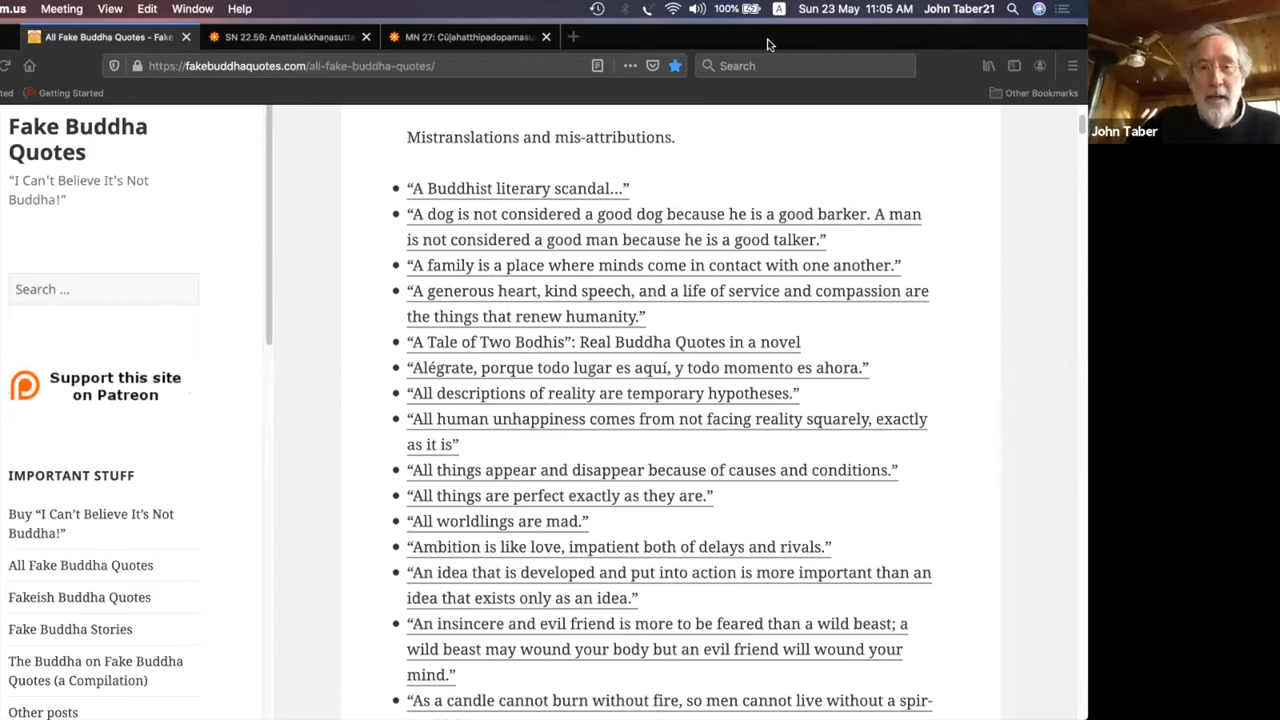 m.us Meeting View Edit Window Help 100% A Sun 23 May 11:05 AM John Taber21
All Fake Buddha Quotes - Fake SN 22.59: Anattalakkhaṇasutta MN 27: Cūḷahatthipadopamasu
https://fakebuddhaquotes.com/all-fake-buddha-quotes/ Search
ted Getting Started Other Bookmarks
John Taber
Fake Buddha
Quotes
"I Can't Believe It's Not
Buddha!"
Search ...
Support this site
on Patreon
IMPORTANT STUFF
Buy “I Can’t Believe It’s Not
Buddha!”
All Fake Buddha Quotes
Fakeish Buddha Quotes
Fake Buddha Stories
The Buddha on Fake Buddha
Quotes (a Compilation)
Other posts
Mistranslations and mis-attributions.
“A Buddhist literary scandal…”
“A dog is not considered a good dog because he is a good barker. A man
is not considered a good man because he is a good talker.”
“A family is a place where minds come in contact with one another.”
“A generous heart, kind speech, and a life of service and compassion are
the things that renew humanity.”
“A Tale of Two Bodhis”: Real Buddha Quotes in a novel
“Alégrate, porque todo lugar es aquí, y todo momento es ahora.”
“All descriptions of reality are temporary hypotheses.”
“All human unhappiness comes from not facing reality squarely, exactly
as it is”
“All things appear and disappear because of causes and conditions.”
“All things are perfect exactly as they are.”
“All worldlings are mad.”
“Ambition is like love, impatient both of delays and rivals.”
“An idea that is developed and put into action is more important than an
idea that exists only as an idea.”
“An insincere and evil friend is more to be feared than a wild beast; a
wild beast may wound your body but an evil friend will wound your
mind.”
“As a candle cannot burn without fire, so men cannot live without a spir-